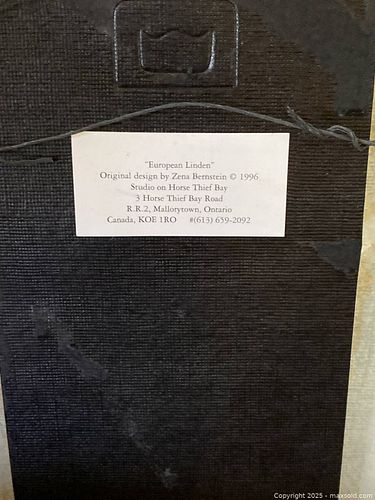 "European Linden"
Original design by Zena Bernstein © 1996
Studio on Horse Thief Bay
3 Horse Thief Bay Road
R.R.2, Mallorytown, Ontario
Canada, KOE 1RO #(613) 659-2092
Copyright 2025 - maxsold.com